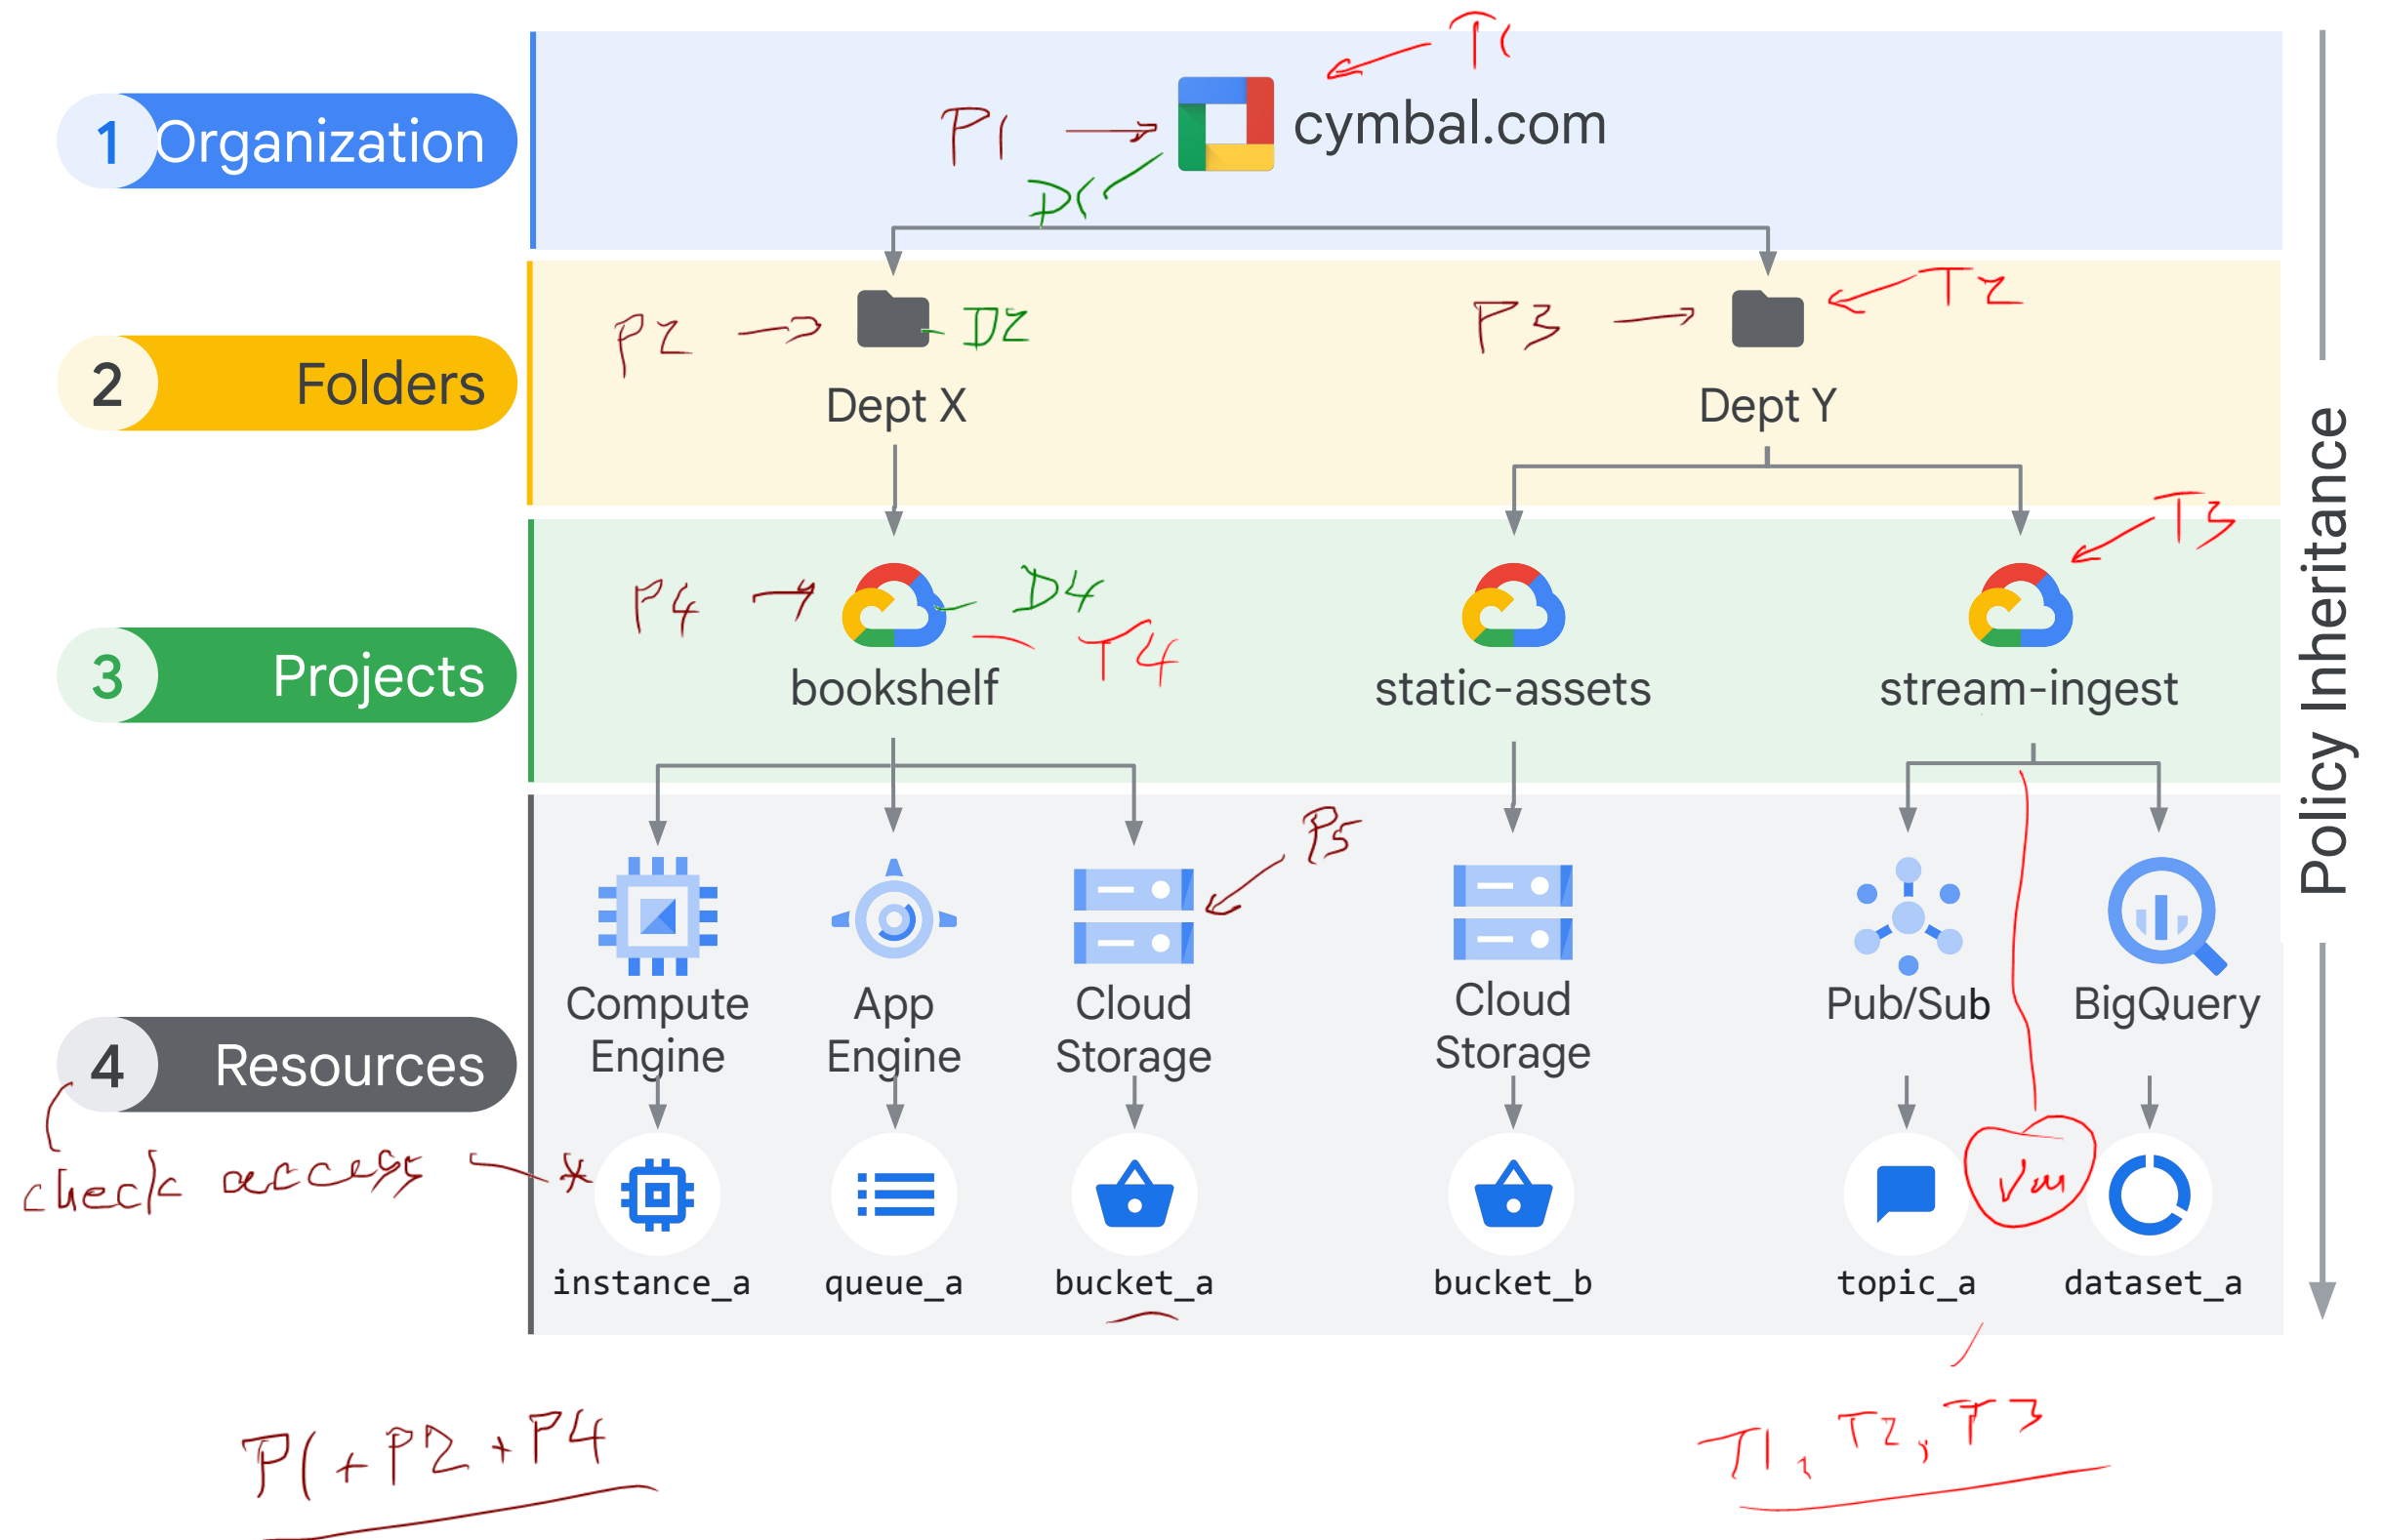 T1
1 Organization
P1
cymbal.com
D1
2 Folders
P2
D2
P3
T2
Dept X
Dept Y
Policy Inheritance
3 Projects
P4
D4
T4
T3
bookshelf
static-assets
stream-ingest
P5
4 Resources
Compute Engine
App Engine
Cloud Storage
Cloud Storage
Pub/Sub
BigQuery
check access
*
VM
instance_a
queue_a
bucket_a
bucket_b
topic_a
dataset_a
P1+P2+P4
T1, T2, T3